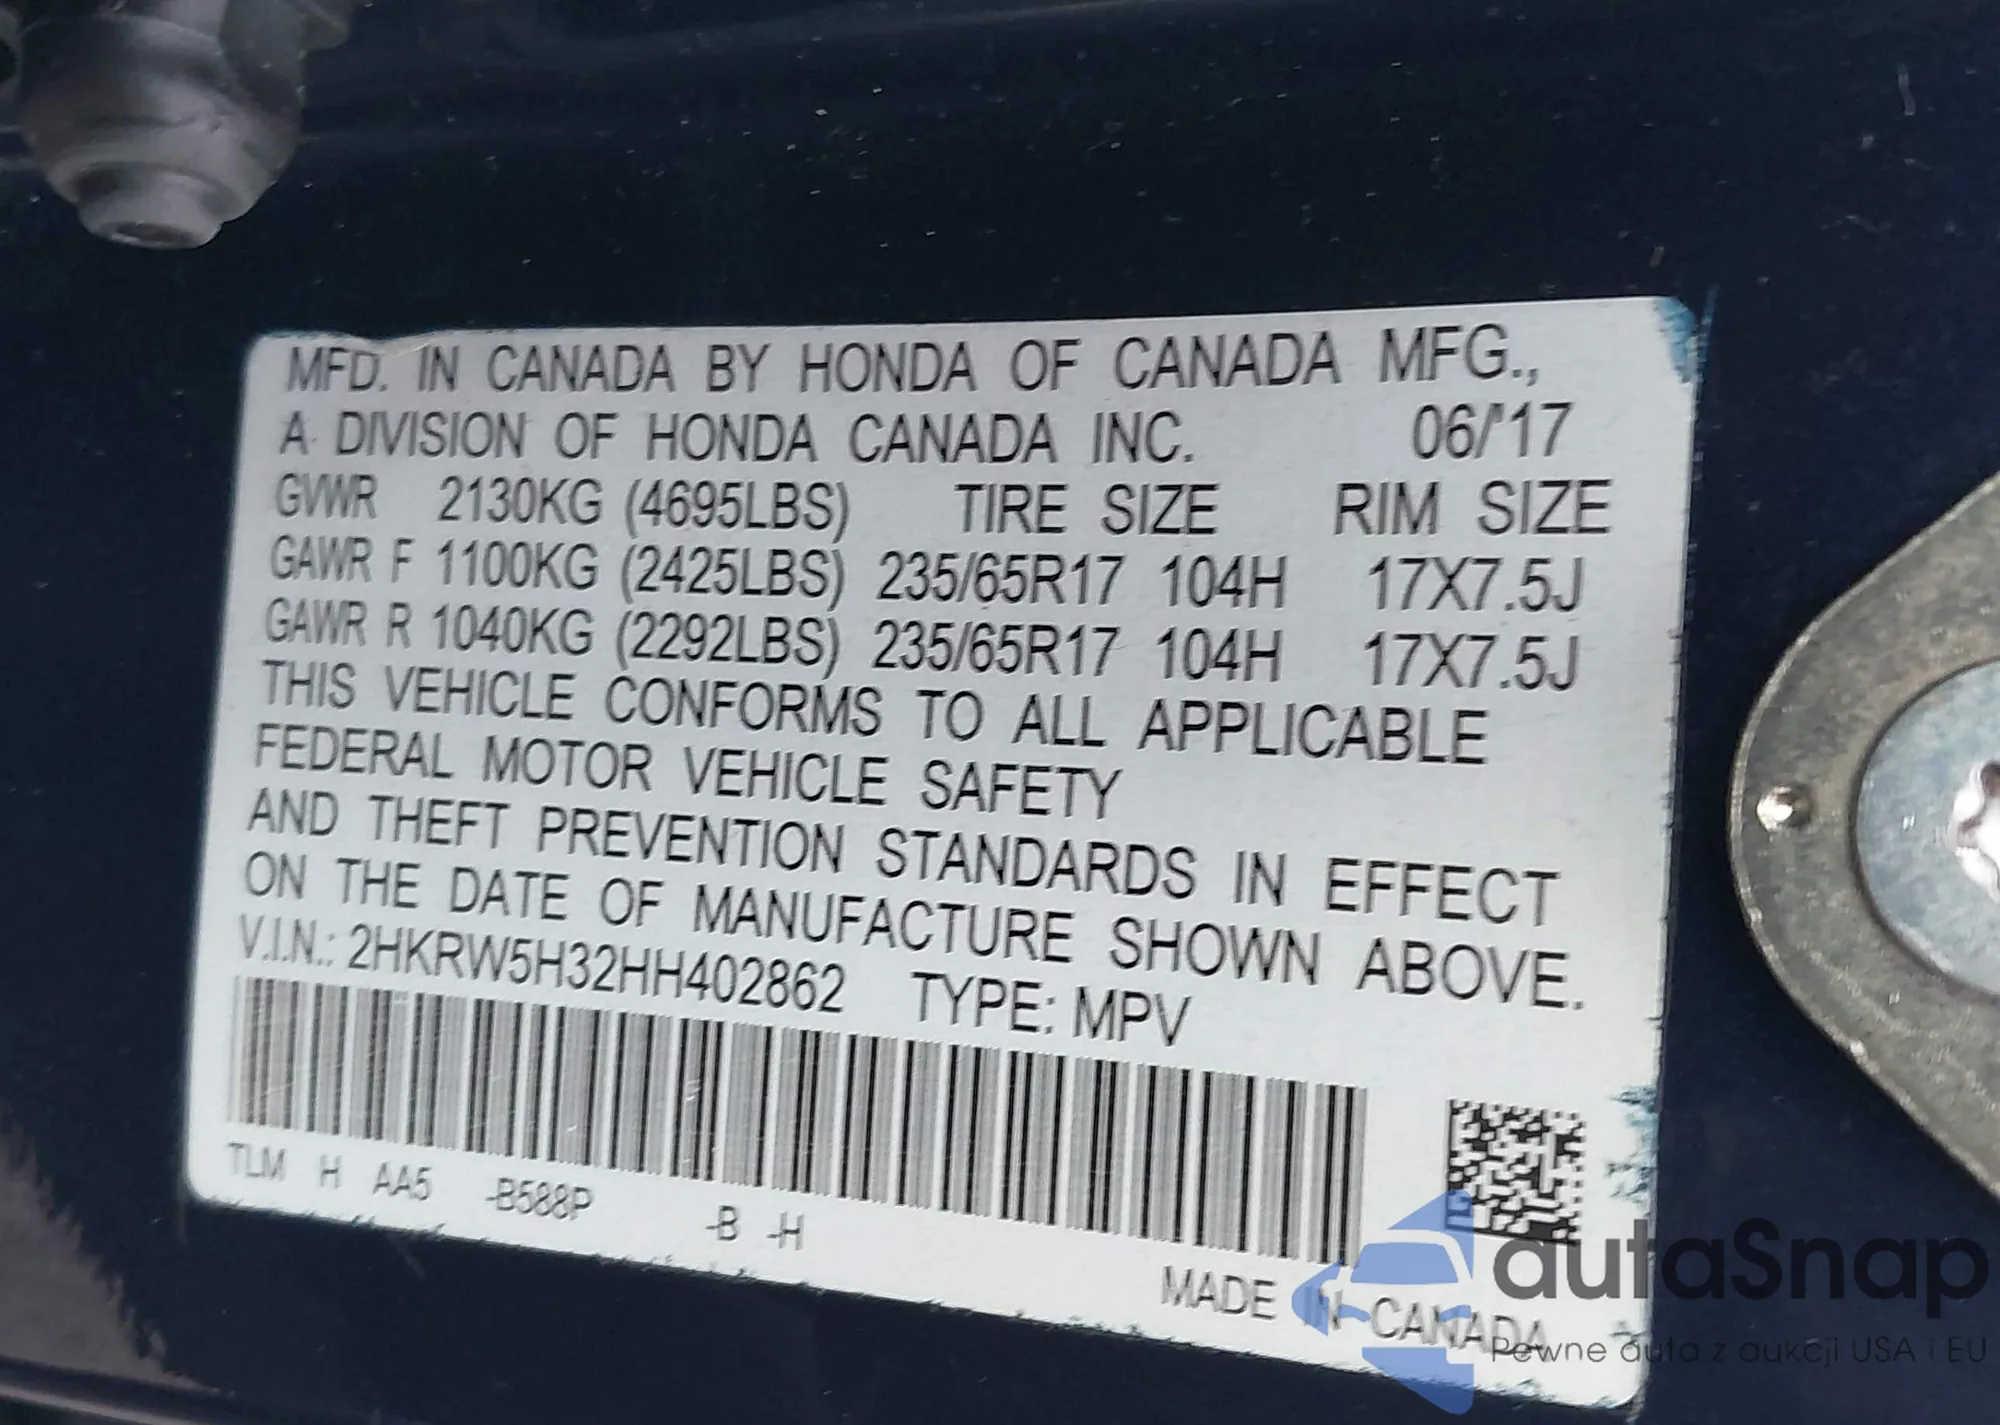 MFD. IN CANADA BY HONDA OF CANADA MFG.,
A DIVISION OF HONDA CANADA INC. 06/'17
GVWR 2130KG (4695LBS) TIRE SIZE RIM SIZE
GAWR F 1100KG (2425LBS) 235/65R17 104H 17X7.5J
GAWR R 1040KG (2292LBS) 235/65R17 104H 17X7.5J
THIS VEHICLE CONFORMS TO ALL APPLICABLE
FEDERAL MOTOR VEHICLE SAFETY
AND THEFT PREVENTION STANDARDS IN EFFECT
ON THE DATE OF MANUFACTURE SHOWN ABOVE.
V.I.N.: 2HKRW5H32HH402862 TYPE: MPV
TLM H AA5 -B588P -B -H
MADE IN CANADA
autaSnap
Pewne auta z aukcji USA i EU